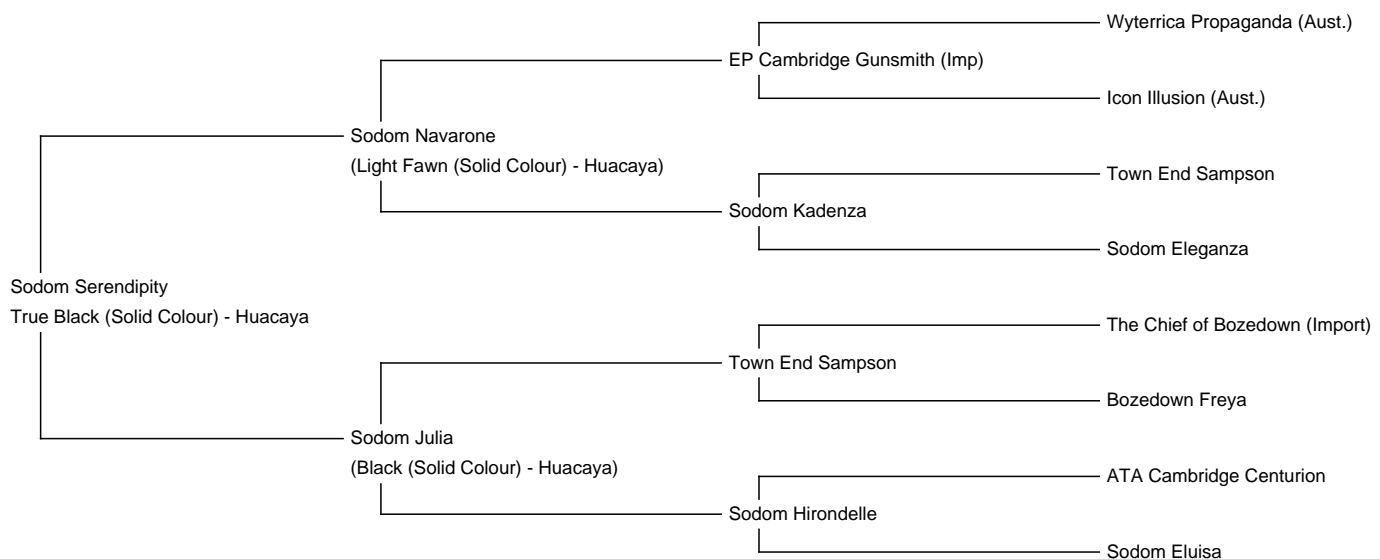 Wyterrica Propaganda (Aust.)
EP Cambridge Gunsmith (Imp)
Icon Illusion (Aust.)
Sodom Navarone
(Light Fawn (Solid Colour) - Huacaya)
Town End Sampson
Sodom Kadenza
Sodom Eleganza
Sodom Serendipity
True Black (Solid Colour) - Huacaya
The Chief of Bozedown (Import)
Town End Sampson
Bozedown Freya
Sodom Julia
(Black (Solid Colour) - Huacaya)
ATA Cambridge Centurion
Sodom Hirondelle
Sodom Eluisa